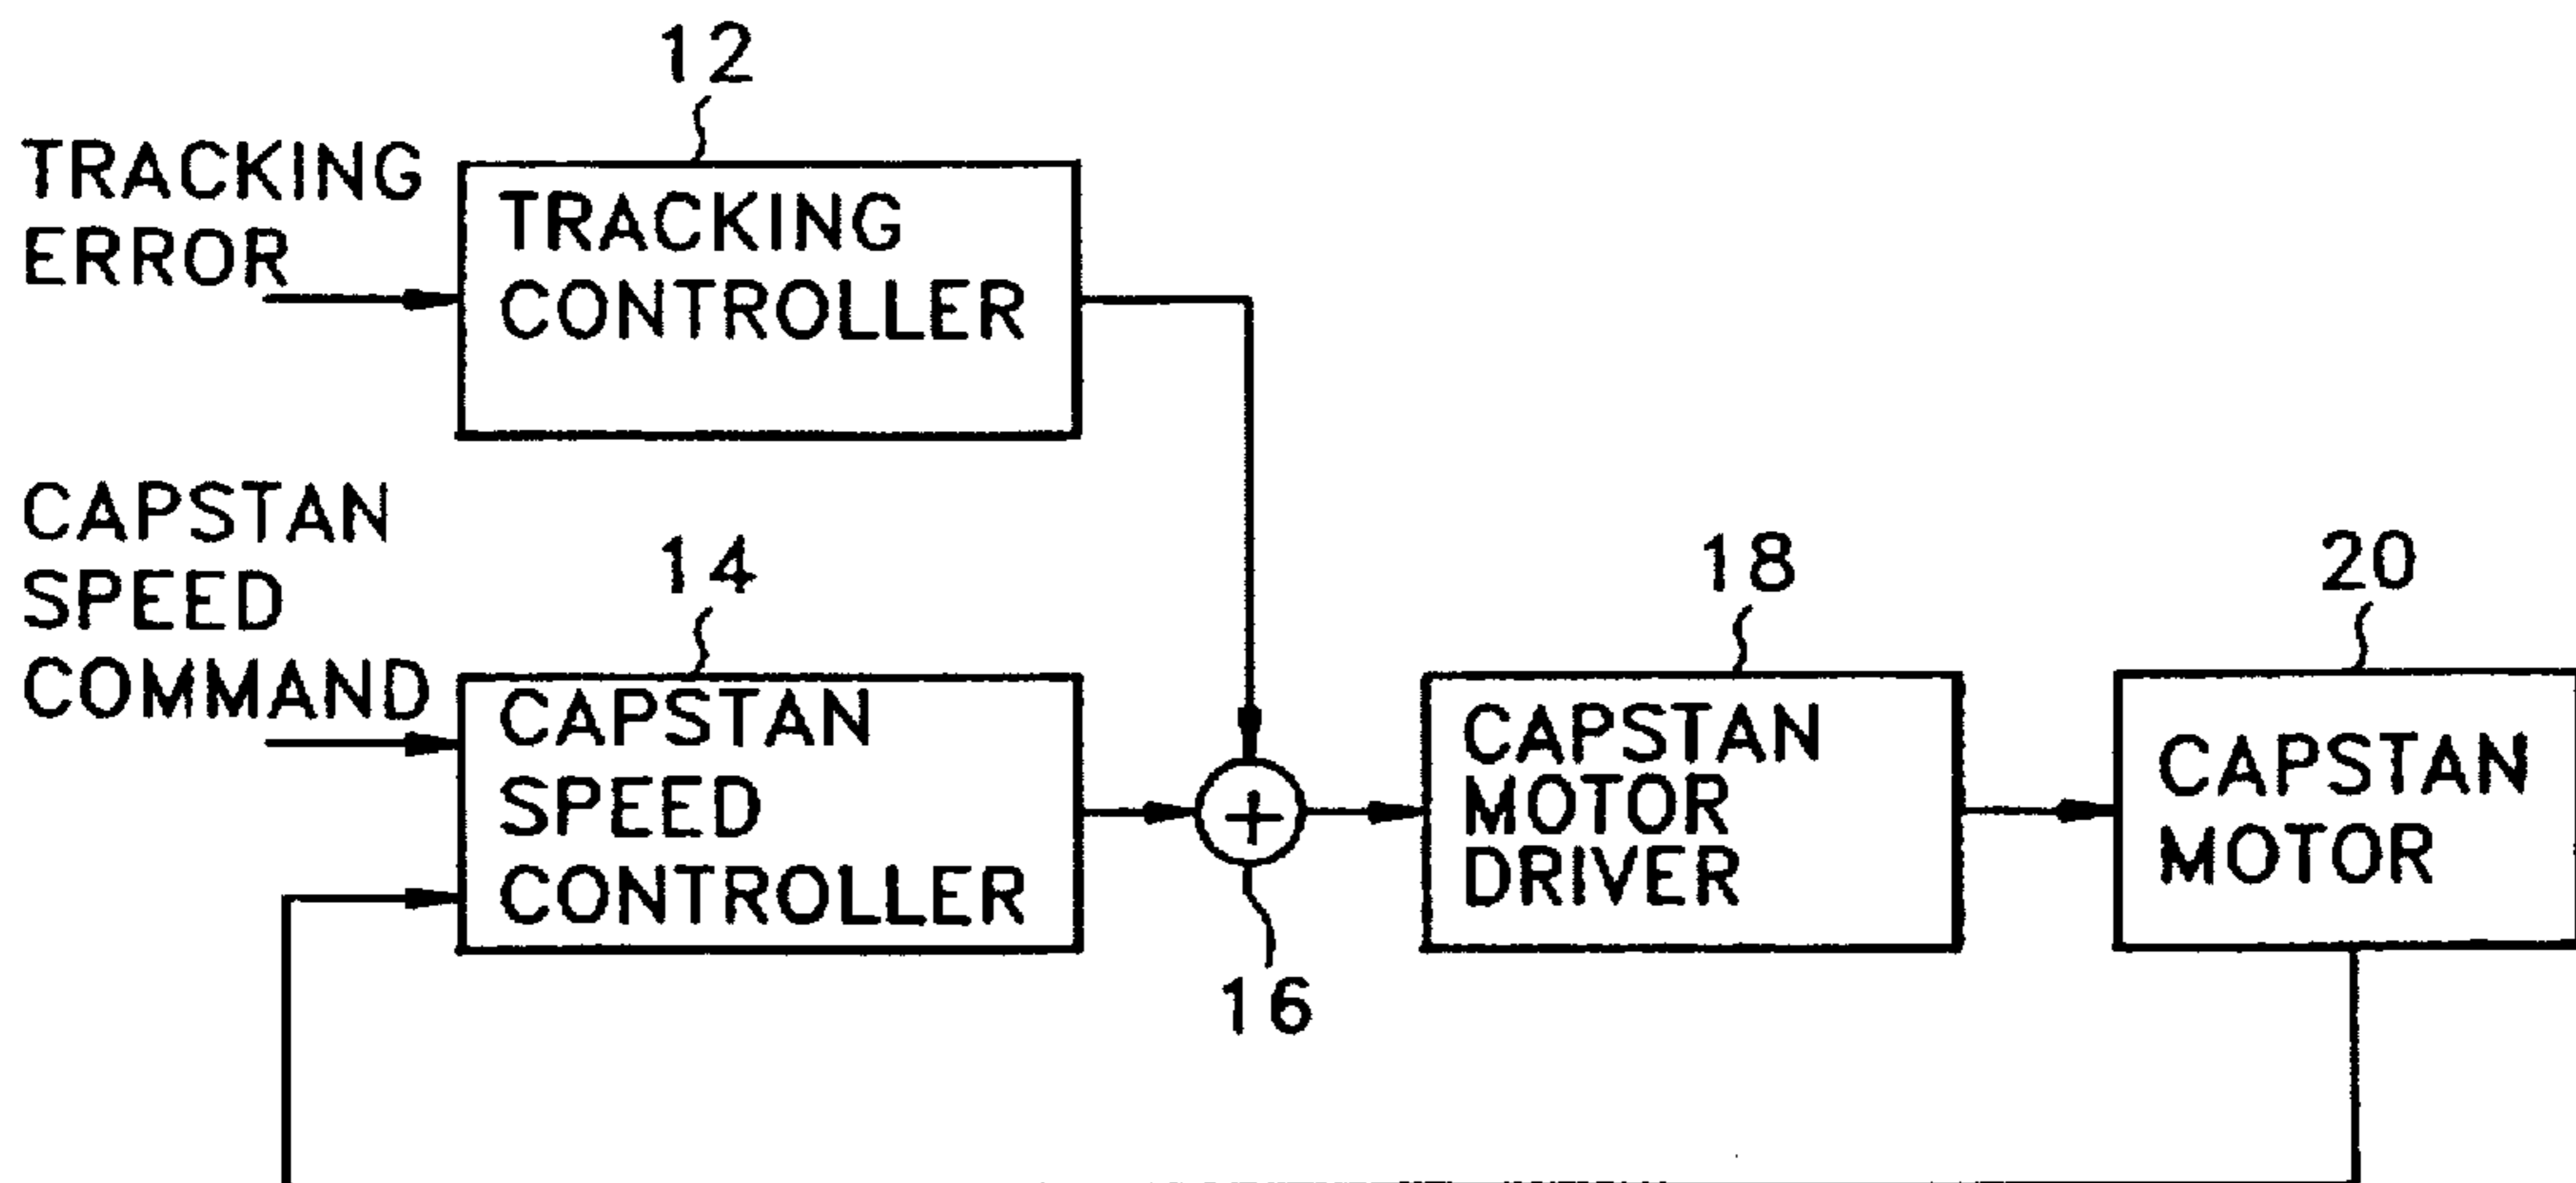 12
TRACKING
ERROR
TRACKING
CONTROLLER
CAPSTAN
SPEED
COMMAND
14
CAPSTAN
SPEED
CONTROLLER
+
16
18
CAPSTAN
MOTOR
DRIVER
20
CAPSTAN
MOTOR